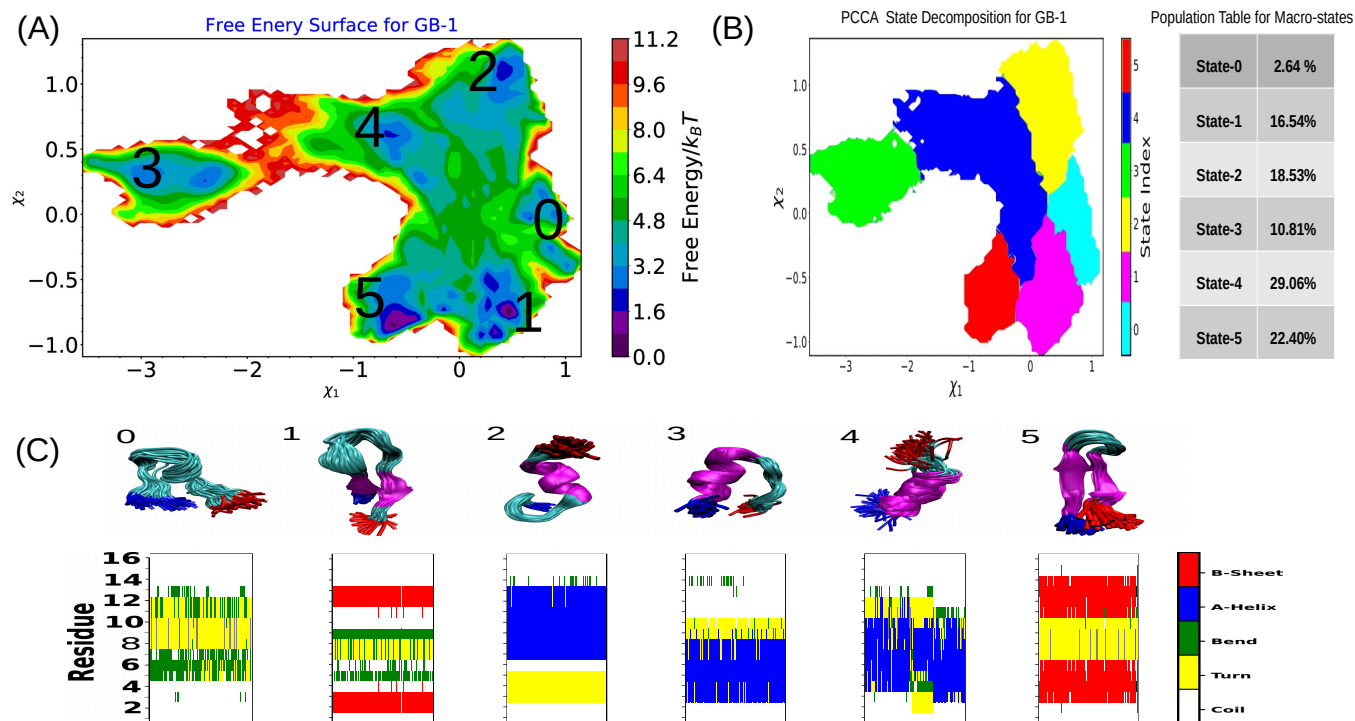 (A)
Free Enery Surface for GB-1
1.0
0.5
0.0
−0.5
−1.0
χ₂
−3
−2
−1
0
1
χ₁
2
4
3
0
5
1
11.2
9.6
8.0
6.4
4.8
3.2
1.6
0.0
Free Energy/k_BT
(B)
PCCA State Decomposition for GB-1
1.0
0.5
0.0
−0.5
−1.0
χ₂
−3
−2
−1
0
1
χ₁
5
4
3
2
1
0
State Index
Population Table for Macro-states
State-0 2.64 %
State-1 16.54%
State-2 18.53%
State-3 10.81%
State-4 29.06%
State-5 22.40%
(C)
0
1
2
3
4
5
Residue
16
14
12
10
8
6
4
2
B-Sheet
A-Helix
Bend
Turn
Coil